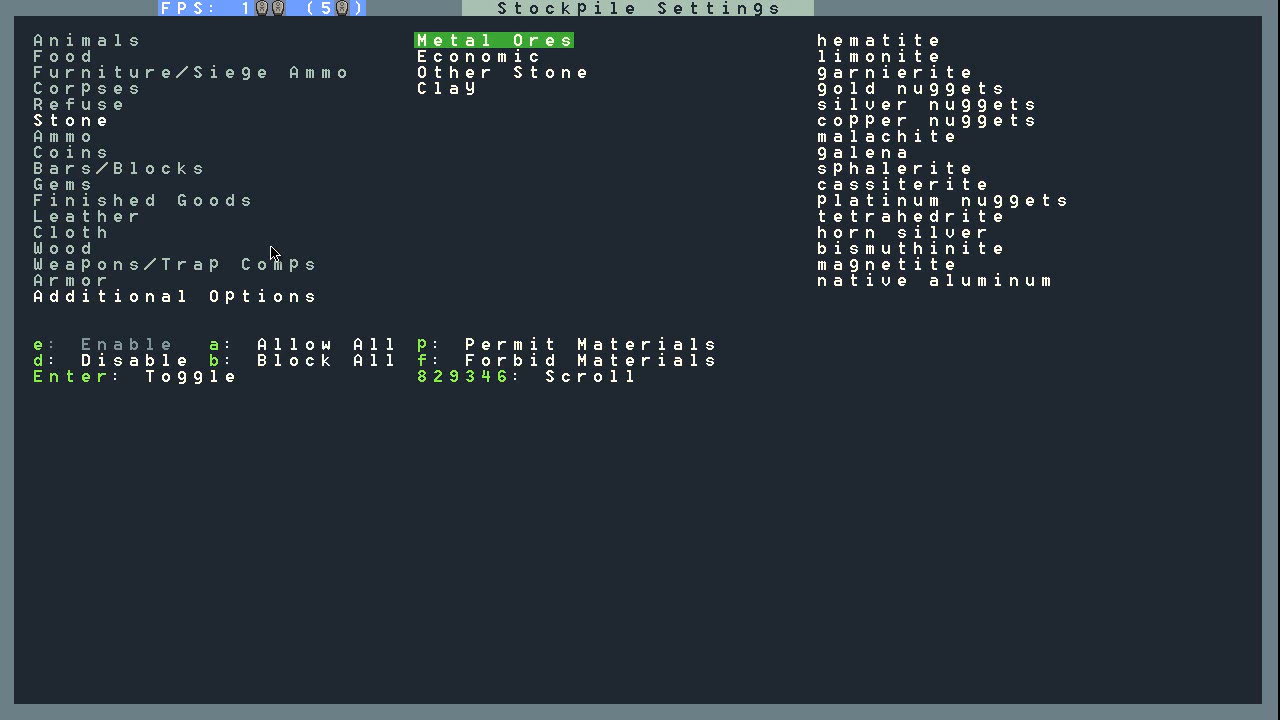 FPS: 1 (5 ) Stockpile Settings
Animals
Food
Furniture/Siege Ammo
Corpses
Refuse
Stone
Ammo
Coins
Bars/Blocks
Gems
Finished Goods
Leather
Cloth
Wood
Weapons/Trap Comps
Armor
Additional Options
Metal Ores
Economic
Other Stone
Clay
hematite
limonite
garnierite
gold nuggets
silver nuggets
copper nuggets
malachite
galena
sphalerite
cassiterite
platinum nuggets
tetrahedrite
horn silver
bismuthinite
magnetite
native aluminum
e: Enable a: Allow All p: Permit Materials
d: Disable b: Block All f: Forbid Materials
Enter: Toggle 829346: Scroll